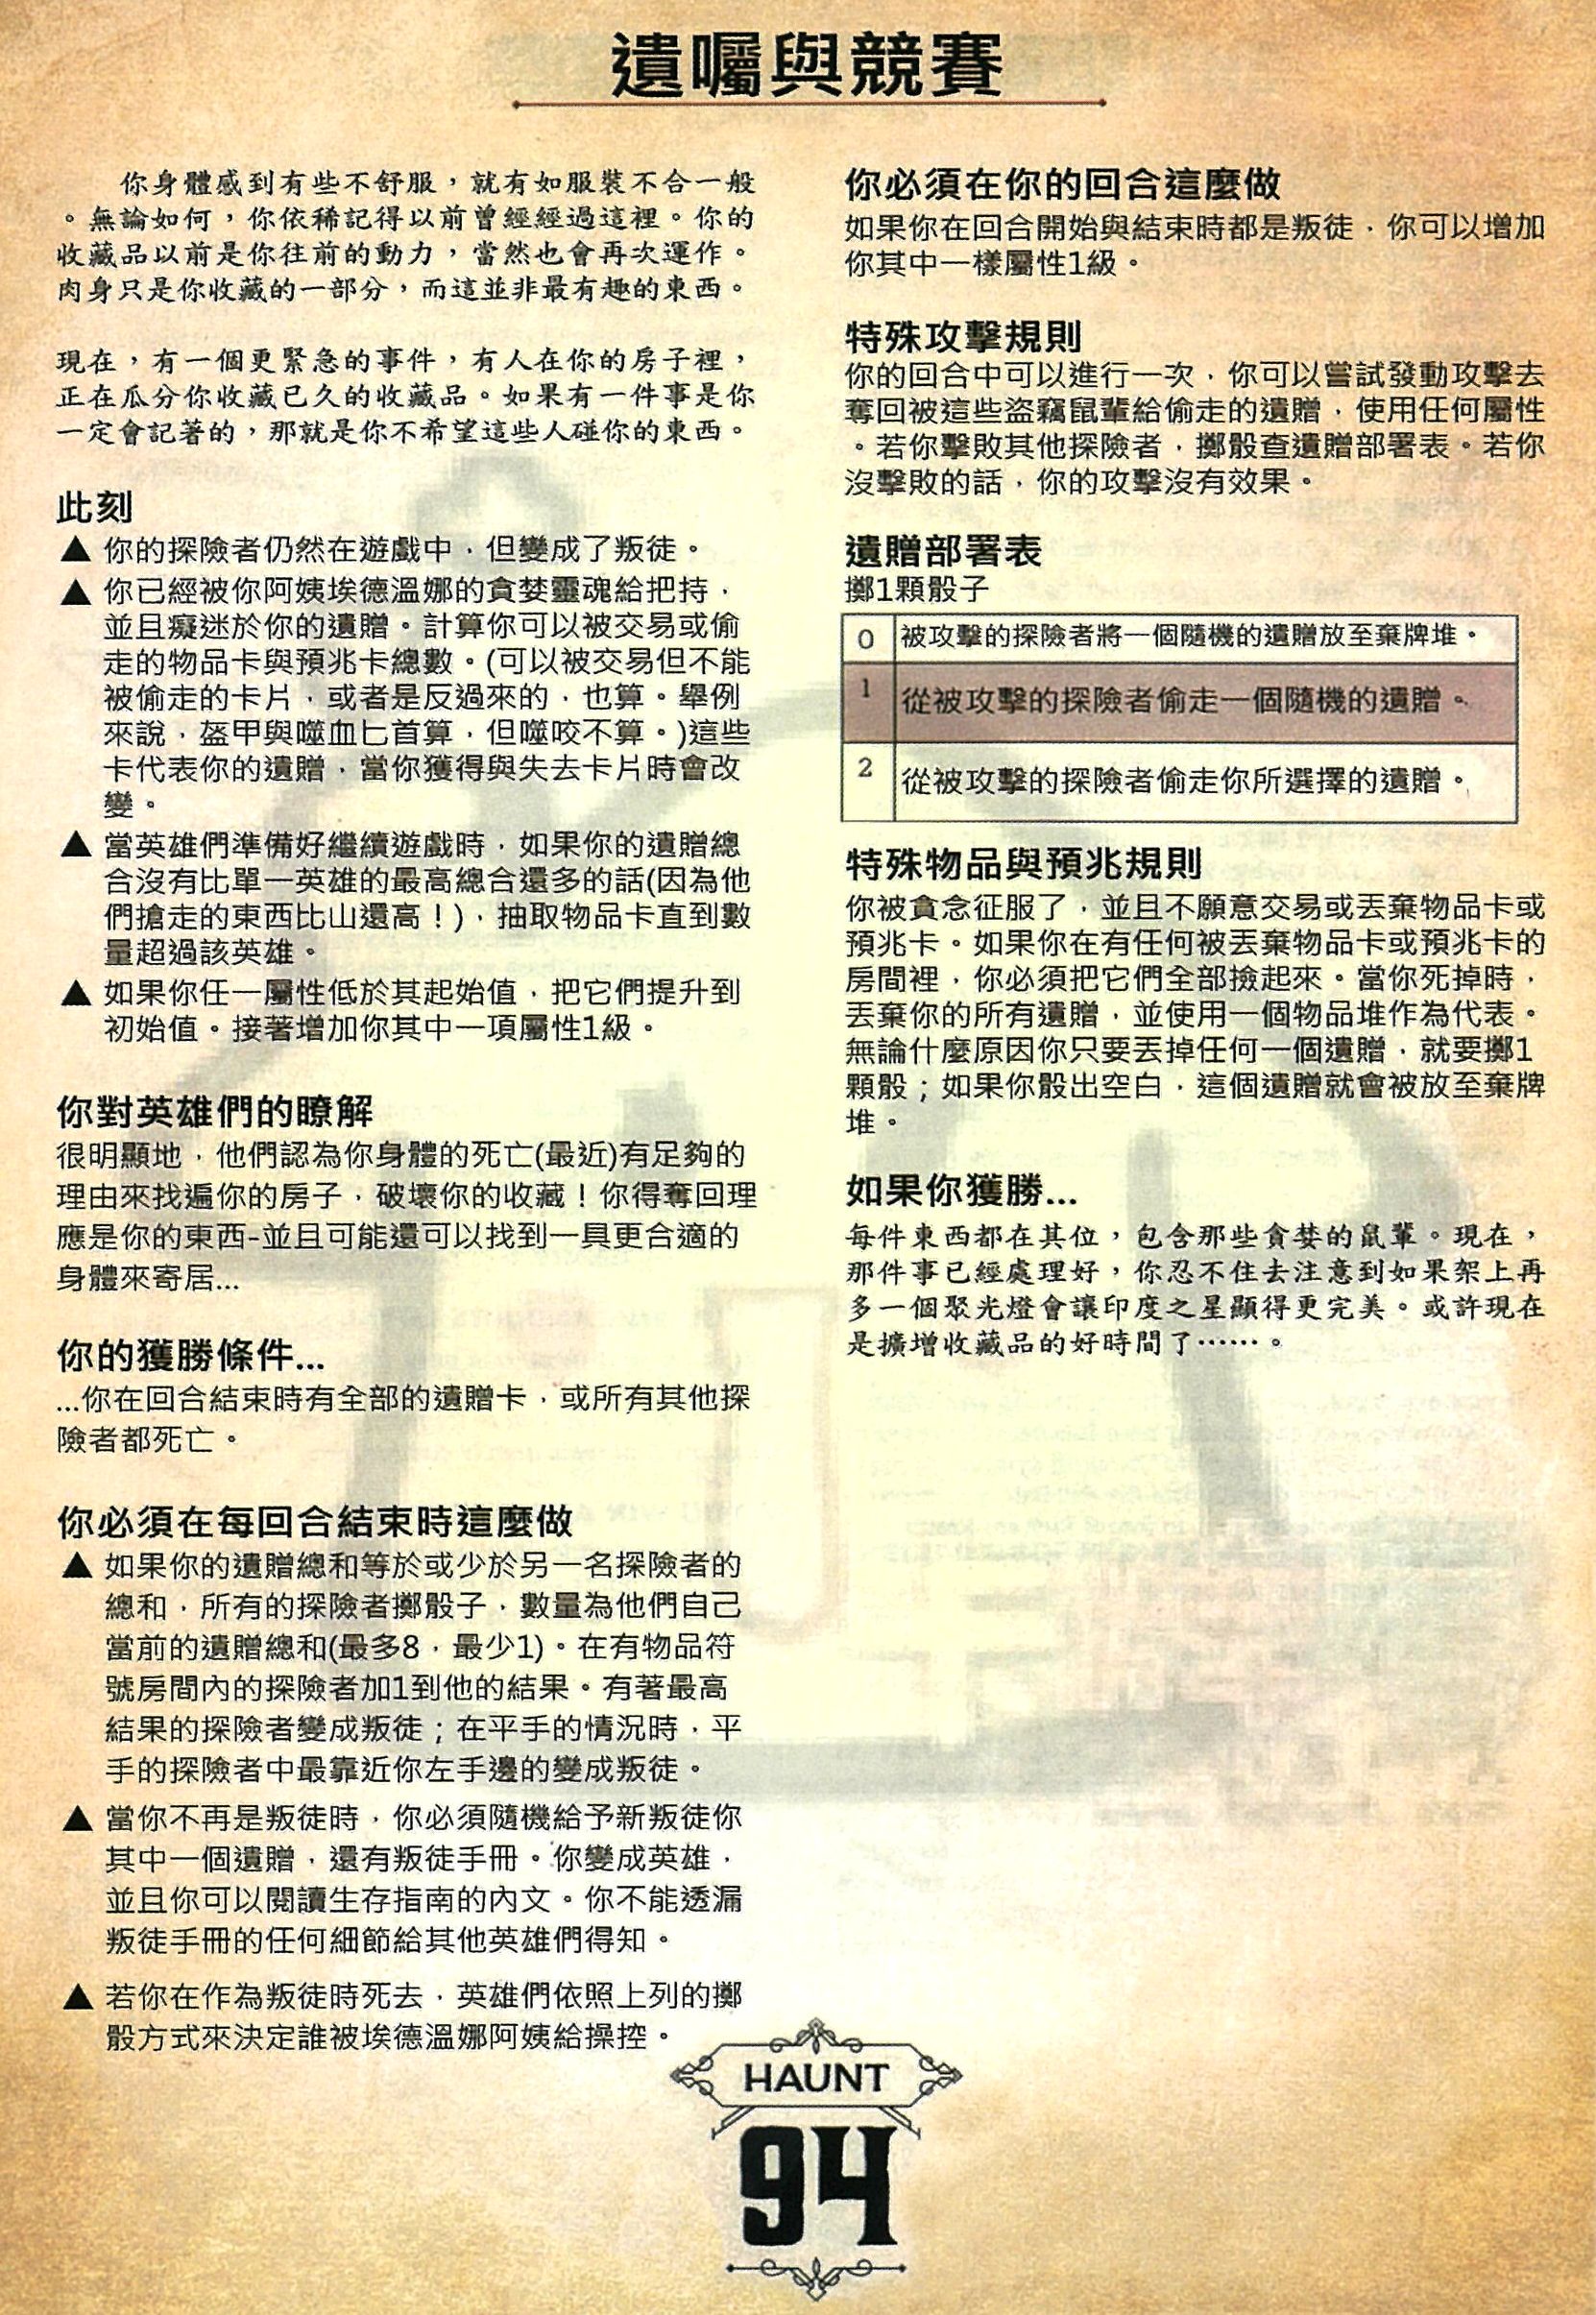 遺囑與競賽
你身體感到有些不舒服，就有如服裝不合一般
。無論如何，你依稀記得以前曾經經過這裡。你的
收藏品以前是你往前的動力，當然也會再次運作。
肉身只是你收藏的一部分，而這並非最有趣的東西。
現在，有一個更緊急的事件，有人在你的房子裡，
正在瓜分你收藏已久的收藏品。如果有一件事是你
一定會記著的，那就是你不希望這些人碰你的東西。
此刻
▲ 你的探險者仍然在遊戲中，但變成了叛徒。
▲ 你已經被你阿姨埃德溫娜的貪婪靈魂給把持，
並且癡迷於你的遺贈。計算你可以被交易或偷
走的物品卡與預兆卡總數。(可以被交易但不能
被偷走的卡片，或者是反過來的，也算。舉例
來說，盔甲與噬血匕首算，但噬咬不算。)這些
卡代表你的遺贈，當你獲得與失去卡片時會改
變。
▲ 當英雄們準備好繼續遊戲時，如果你的遺贈總
合沒有比單一英雄的最高總合還多的話(因為他
們搶走的東西比山還高！)，抽取物品卡直到數
量超過該英雄。
▲ 如果你任一屬性低於其起始值，把它們提升到
初始值。接著增加你其中一項屬性1級。
你對英雄們的瞭解
很明顯地，他們認為你身體的死亡(最近)有足夠的
理由來找遍你的房子，破壞你的收藏！你得奪回理
應是你的東西-並且可能還可以找到一具更合適的
身體來寄居...
你的獲勝條件...
...你在回合結束時有全部的遺贈卡，或所有其他探
險者都死亡。
你必須在每回合結束時這麼做
▲ 如果你的遺贈總和等於或少於另一名探險者的
總和，所有的探險者擲骰子，數量為他們自己
當前的遺贈總和(最多8，最少1)。在有物品符
號房間內的探險者加1到他的結果。有著最高
結果的探險者變成叛徒；在平手的情況時，平
手的探險者中最靠近你左手邊的變成叛徒。
▲ 當你不再是叛徒時，你必須隨機給予新叛徒你
其中一個遺贈，還有叛徒手冊。你變成英雄，
並且你可以閱讀生存指南的內文。你不能透漏
叛徒手冊的任何細節給其他英雄們得知。
▲ 若你在作為叛徒時死去，英雄們依照上列的擲
骰方式來決定誰被埃德溫娜阿姨給操控。
你必須在你的回合這麼做
如果你在回合開始與結束時都是叛徒，你可以增加
你其中一樣屬性1級。
特殊攻擊規則
你的回合中可以進行一次，你可以嘗試發動攻擊去
奪回被這些盜竊鼠輩給偷走的遺贈，使用任何屬性
。若你擊敗其他探險者，擲骰查遺贈部署表。若你
沒擊敗的話，你的攻擊沒有效果。
遺贈部署表
擲1顆骰子
0 被攻擊的探險者將一個隨機的遺贈放至棄牌堆。
1 從被攻擊的探險者偷走一個隨機的遺贈。
2 從被攻擊的探險者偷走你所選擇的遺贈。
特殊物品與預兆規則
你被貪念征服了，並且不願意交易或丟棄物品卡或
預兆卡。如果你在有任何被丟棄物品卡或預兆卡的
房間裡，你必須把它們全部撿起來。當你死掉時，
丟棄你的所有遺贈，並使用一個物品堆作為代表。
無論什麼原因你只要丟掉任何一個遺贈，就要擲1
顆骰；如果你骰出空白，這個遺贈就會被放至棄牌
堆。
如果你獲勝...
每件東西都在其位，包含那些貪婪的鼠輩。現在，
那件事已經處理好，你忍不住去注意到如果架上再
多一個聚光燈會讓印度之星顯得更完美。或許現在
是擴增收藏品的好時間了⋯⋯。
HAUNT
94